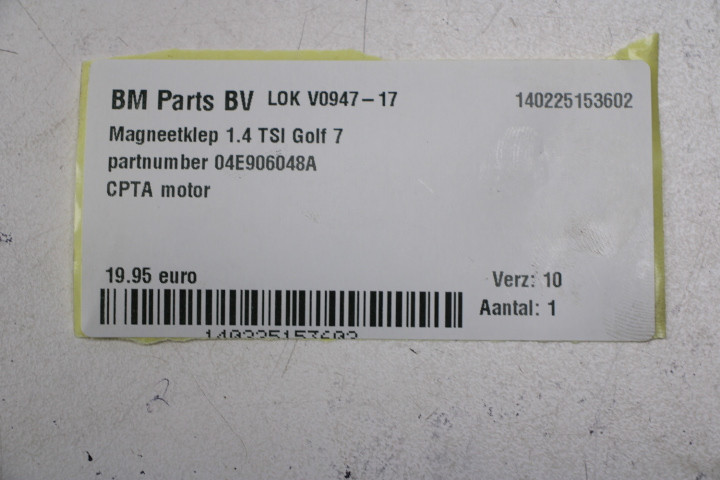 BM Parts BV LOK V0947-17 140225153602
Magneetklep 1.4 TSI Golf 7
partnumber 04E906048A
CPTA motor
19.95 euro Verz: 10
Aantal: 1
140225153602